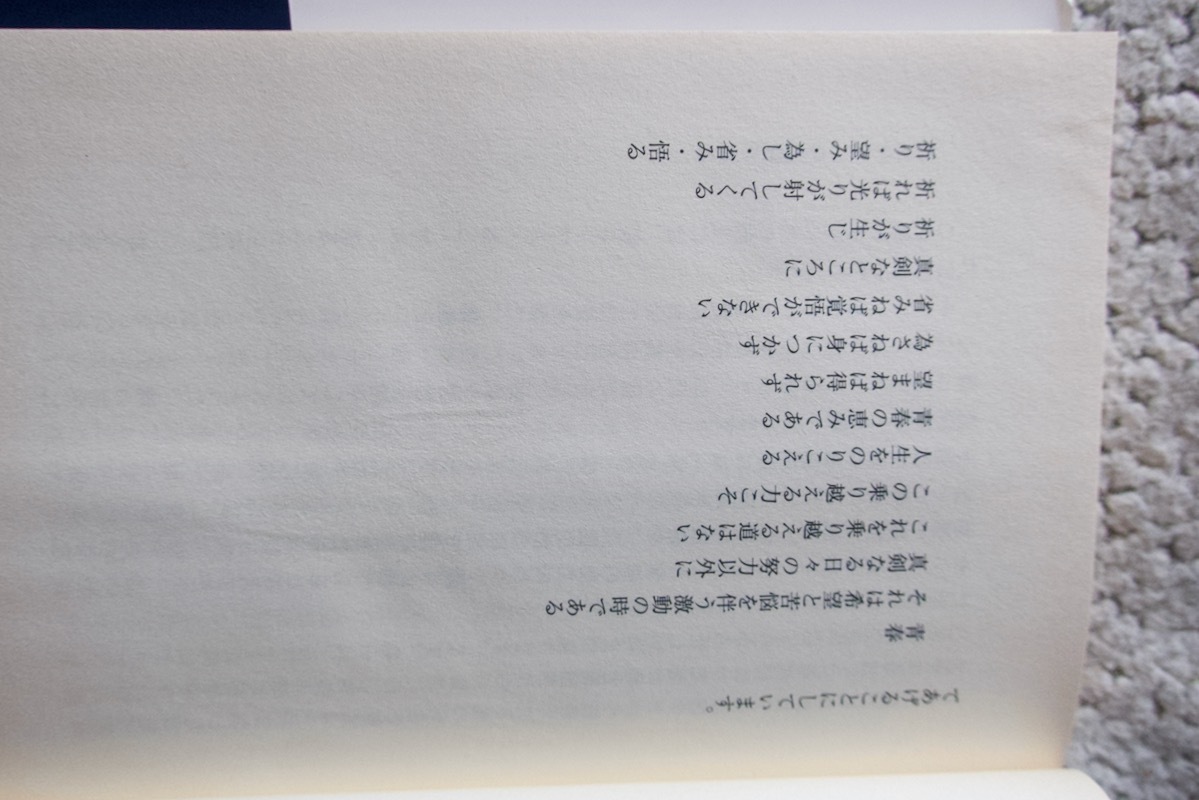 てあげることにしています。
青春
それは希望と苦悩を伴う激動の時である
真剣なる日々の努力以外に
これを乗り越える道はない
この乗り越える力こそ
人生をのりこえる
青春の恵みである
望まねば得られず
為さねば身につかず
省みねば覚悟ができない
真剣なところに
祈りが生じ
祈れば光りが射してくる
祈り・望み・為し・省み・悟る